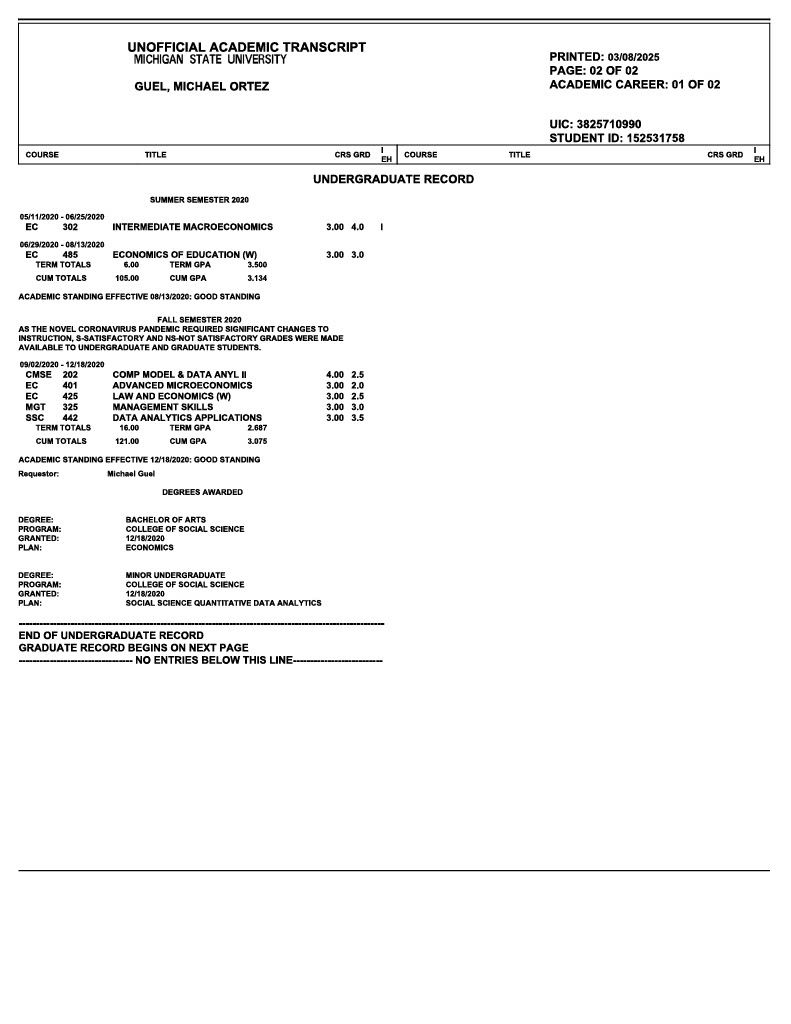 UNOFFICIAL ACADEMIC TRANSCRIPT
MICHIGAN STATE UNIVERSITY
GUEL, MICHAEL ORTEZ
PRINTED: 03/08/2025
PAGE: 02 OF 02
ACADEMIC CAREER: 01 OF 02
UIC: 3825710990
STUDENT ID: 152531758
COURSE TITLE CRS GRD I EH COURSE TITLE CRS GRD I EH
UNDERGRADUATE RECORD
SUMMER SEMESTER 2020
05/11/2020 - 06/25/2020
EC 302 INTERMEDIATE MACROECONOMICS 3.00 4.0 I
06/29/2020 - 08/13/2020
EC 485 ECONOMICS OF EDUCATION (W) 3.00 3.0
TERM TOTALS 6.00 TERM GPA 3.500
CUM TOTALS 105.00 CUM GPA 3.134
ACADEMIC STANDING EFFECTIVE 08/13/2020: GOOD STANDING
FALL SEMESTER 2020
AS THE NOVEL CORONAVIRUS PANDEMIC REQUIRED SIGNIFICANT CHANGES TO
INSTRUCTION, S-SATISFACTORY AND NS-NOT SATISFACTORY GRADES WERE MADE
AVAILABLE TO UNDERGRADUATE AND GRADUATE STUDENTS.
09/02/2020 - 12/18/2020
CMSE 202 COMP MODEL & DATA ANYL II 4.00 2.5
EC 401 ADVANCED MICROECONOMICS 3.00 2.0
EC 425 LAW AND ECONOMICS (W) 3.00 2.5
MGT 325 MANAGEMENT SKILLS 3.00 3.0
SSC 442 DATA ANALYTICS APPLICATIONS 3.00 3.5
TERM TOTALS 16.00 TERM GPA 2.687
CUM TOTALS 121.00 CUM GPA 3.075
ACADEMIC STANDING EFFECTIVE 12/18/2020: GOOD STANDING
Requestor: Michael Guel
DEGREES AWARDED
DEGREE: BACHELOR OF ARTS
PROGRAM: COLLEGE OF SOCIAL SCIENCE
GRANTED: 12/18/2020
PLAN: ECONOMICS
DEGREE: MINOR UNDERGRADUATE
PROGRAM: COLLEGE OF SOCIAL SCIENCE
GRANTED: 12/18/2020
PLAN: SOCIAL SCIENCE QUANTITATIVE DATA ANALYTICS
END OF UNDERGRADUATE RECORD
GRADUATE RECORD BEGINS ON NEXT PAGE
--------------------------------- NO ENTRIES BELOW THIS LINE--------------------------